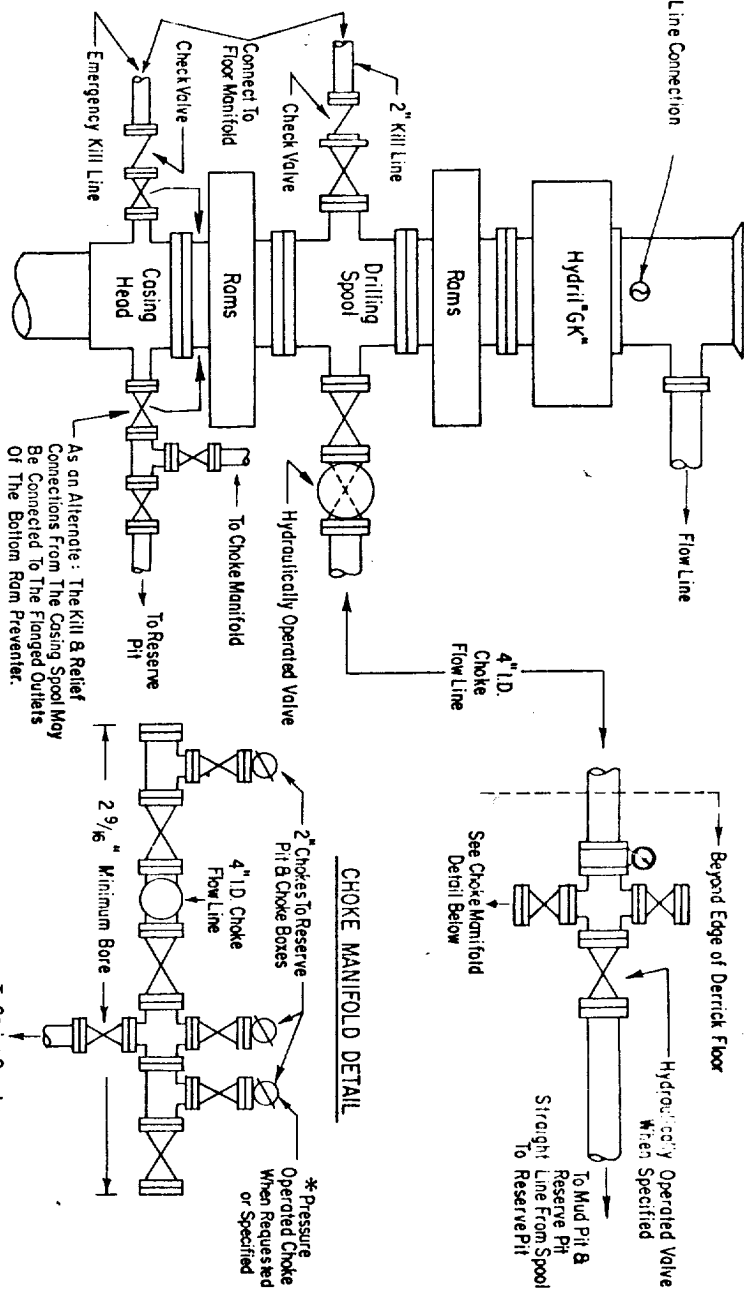 Line Connection
Flow Line
Hydril "GK"
Rams
2" Kill Line
Check Valve
Drilling
Spool
Hydraulically Operated Valve
4" I.D.
Choke
Flow Line
Connect To
Floor Manifold
Rams
Check Valve
Emergency Kill Line
Casing
Head
To Choke Manifold
To Reserve
Pit
As an Alternate: The Kill & Relief
Connections From The Casing Spool May
Be Connected To The Flanged Outlets
Of The Bottom Ram Preventer.
Beyond Edge of Derrick Floor
Hydraulically Operated Valve
When Specified
To Mud Pit &
Reserve Pit
Straight Line From Spool
To Reserve Pit
See Choke Manifold
Detail Below
CHOKE MANIFOLD DETAIL
2" Chokes To Reserve
Pit & Choke Boxes
4" I.D. Choke
Flow Line
*Pressure
Operated Choke
When Requested
or Specified
2 9/16" Minimum Bore